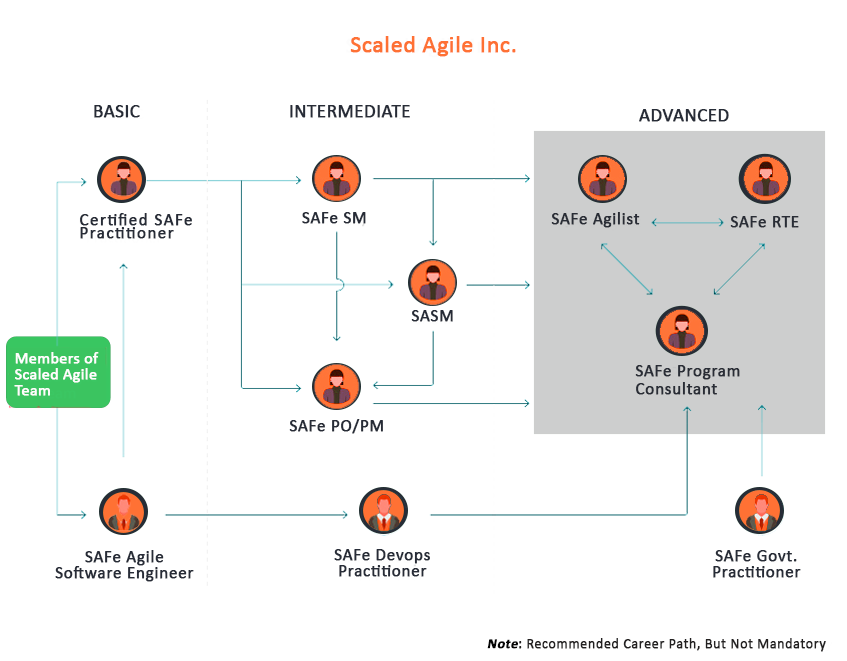 Scaled Agile Inc.
BASIC
INTERMEDIATE
ADVANCED
Certified SAFe
Practitioner
SAFe SM
SAFe Agilist
SAFe RTE
SASM
Members of
Scaled Agile
Team
SAFe PO/PM
SAFe Program
Consultant
SAFe Agile
Software Engineer
SAFe Devops
Practitioner
SAFe Govt.
Practitioner
Note: Recommended Career Path, But Not Mandatory